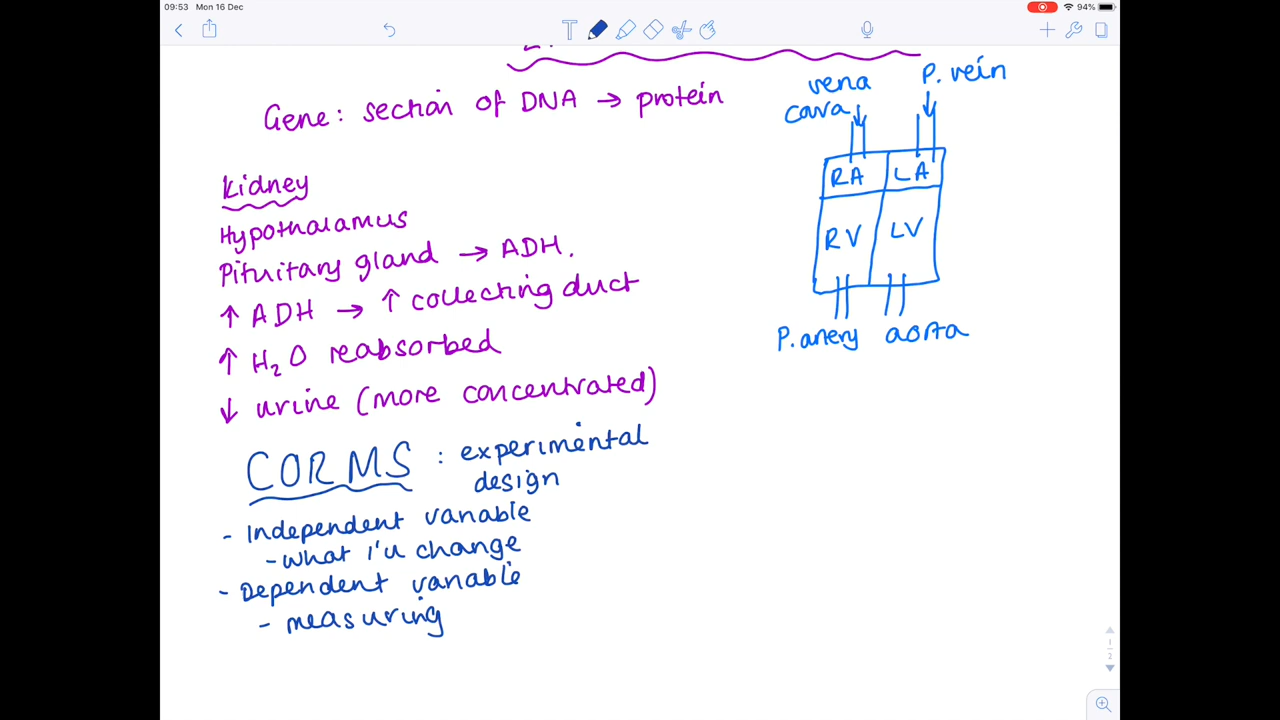 09:53 Mon 16 Dec
94%
T
Gene: section of DNA → protein
Kidney
Hypothalamus
Pituitary gland → ADH.
↑ ADH → ↑ collecting duct
↑ H₂O reabsorbed
↓ urine (more concentrated)
CORMS : experimental
design
- Independent variable
- what I'll change
- Dependent variable
- measuring
vena
cava
P. vein
RA
LA
RV
LV
P. artery
aorta
1
2